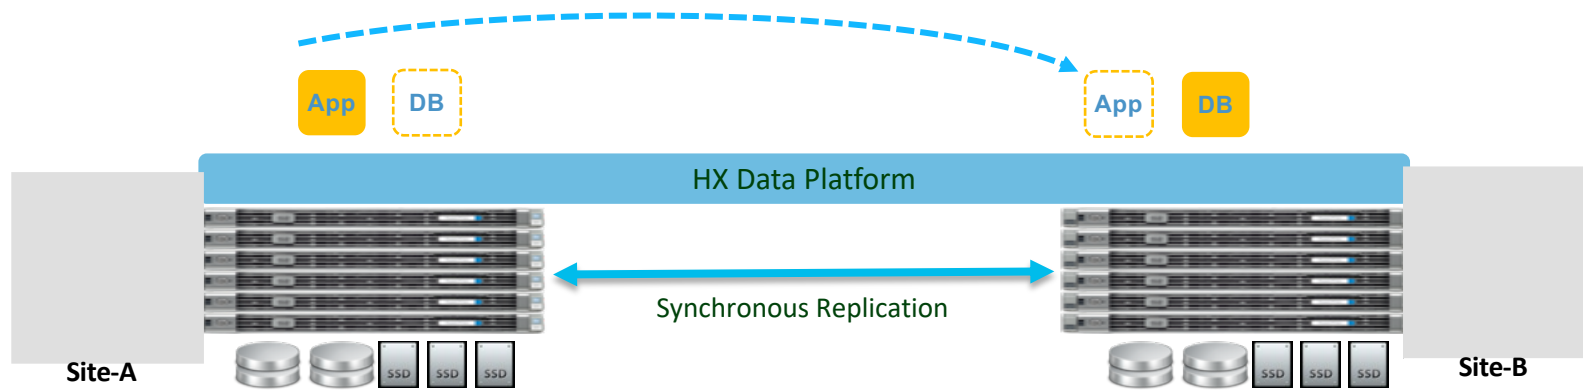 App DB App DB
HX Data Platform
Synchronous Replication
Site-A SSD SSD SSD SSD SSD SSD Site-B